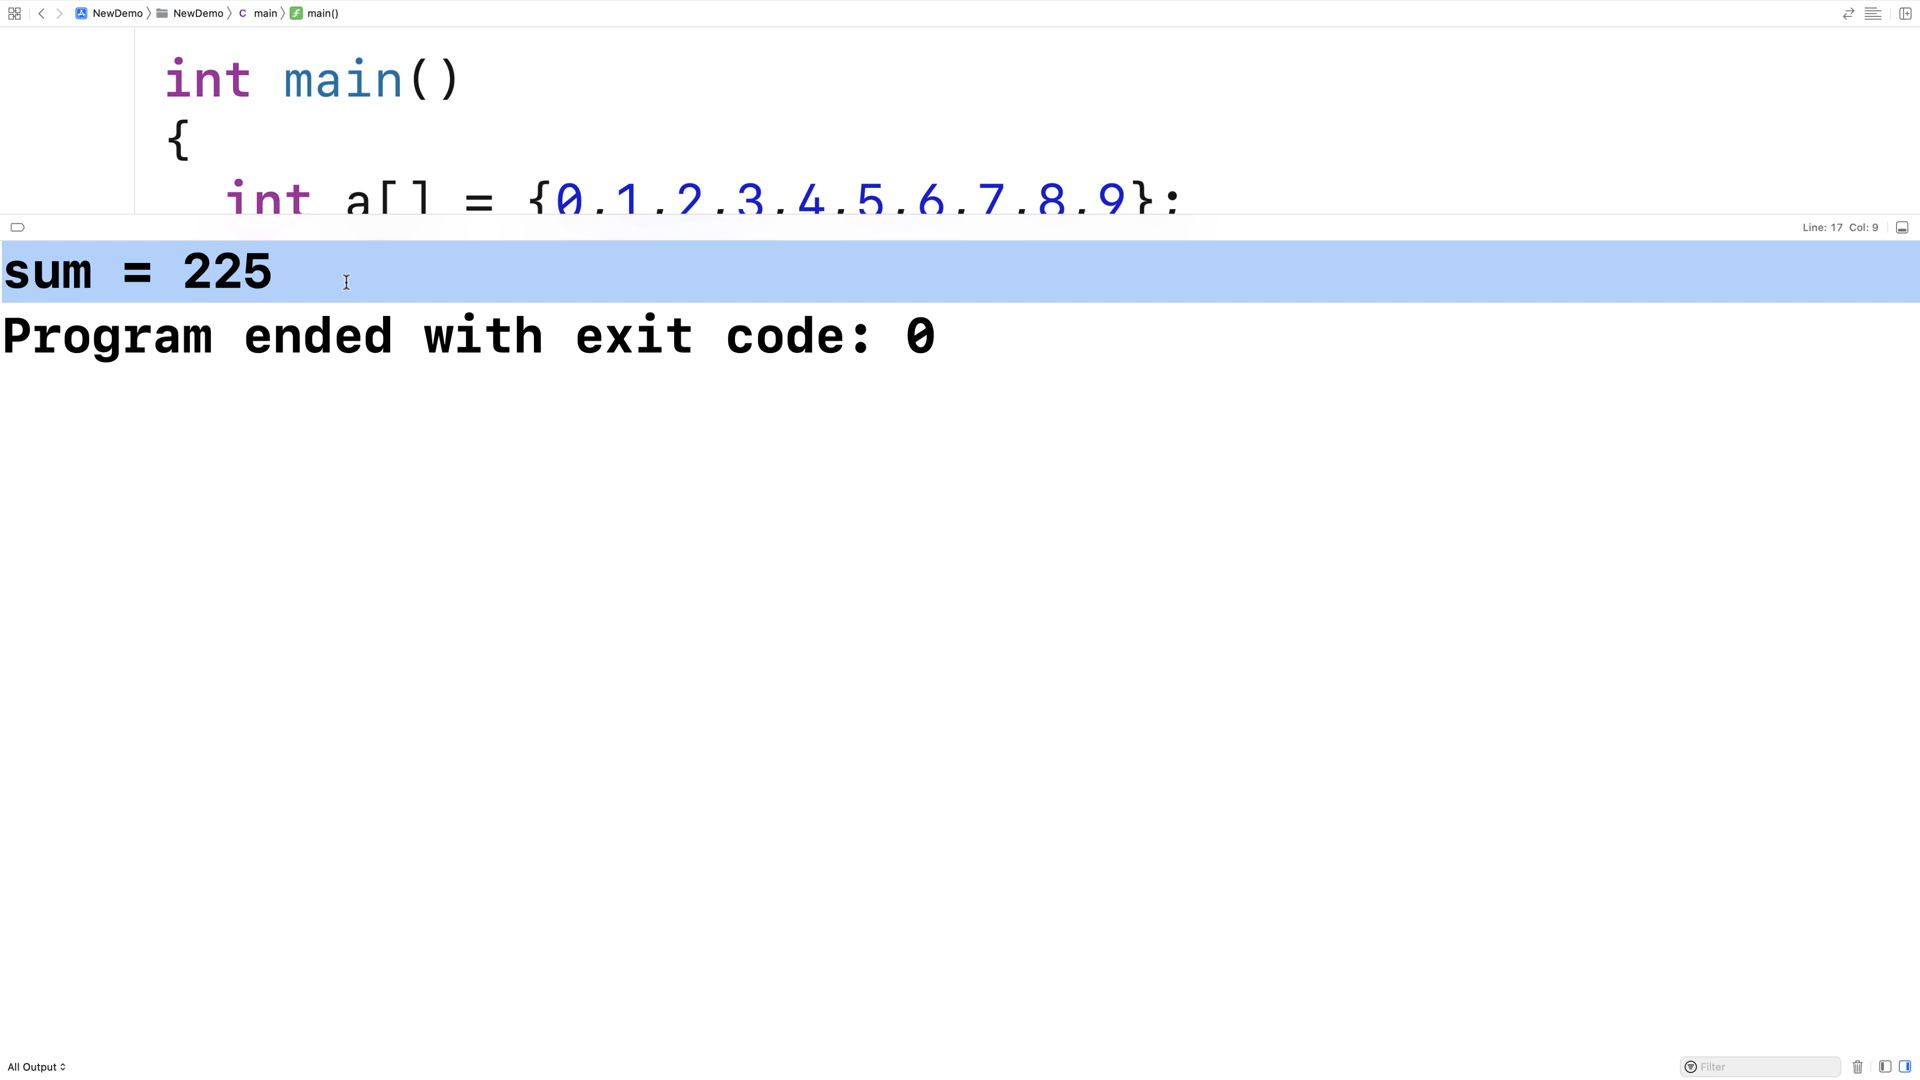 NewDemo 〉 NewDemo 〉 C main 〉 f main()
int main()
{
int a[] = {0,1,2,3,4,5,6,7,8,9};
Line: 17 Col: 9
sum = 225
Program ended with exit code: 0
All Output
Filter